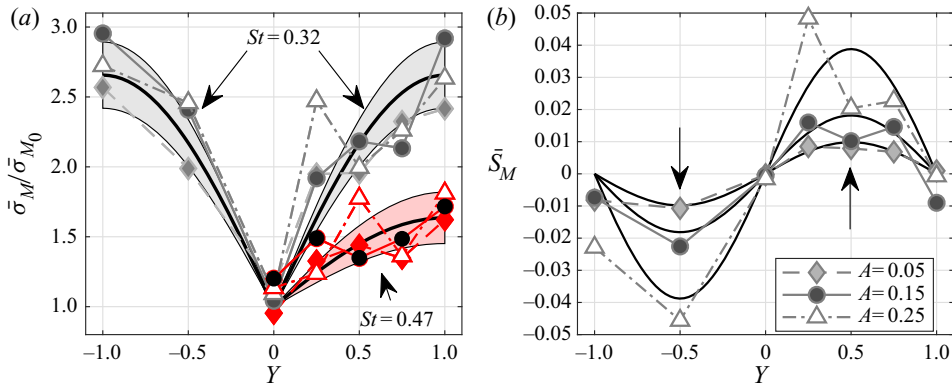 (a)
3.0
2.5
2.0
1.5
1.0
σ̄_M/σ̄_{M_0}
St = 0.32
St = 0.47
−1.0 −0.5 0 0.5 1.0
Y
(b)
0.05
0.04
0.03
0.02
0.01
0
−0.01
−0.02
−0.03
−0.04
−0.05
S̄_M
A = 0.05
A = 0.15
A = 0.25
−1.0 −0.5 0 0.5 1.0
Y